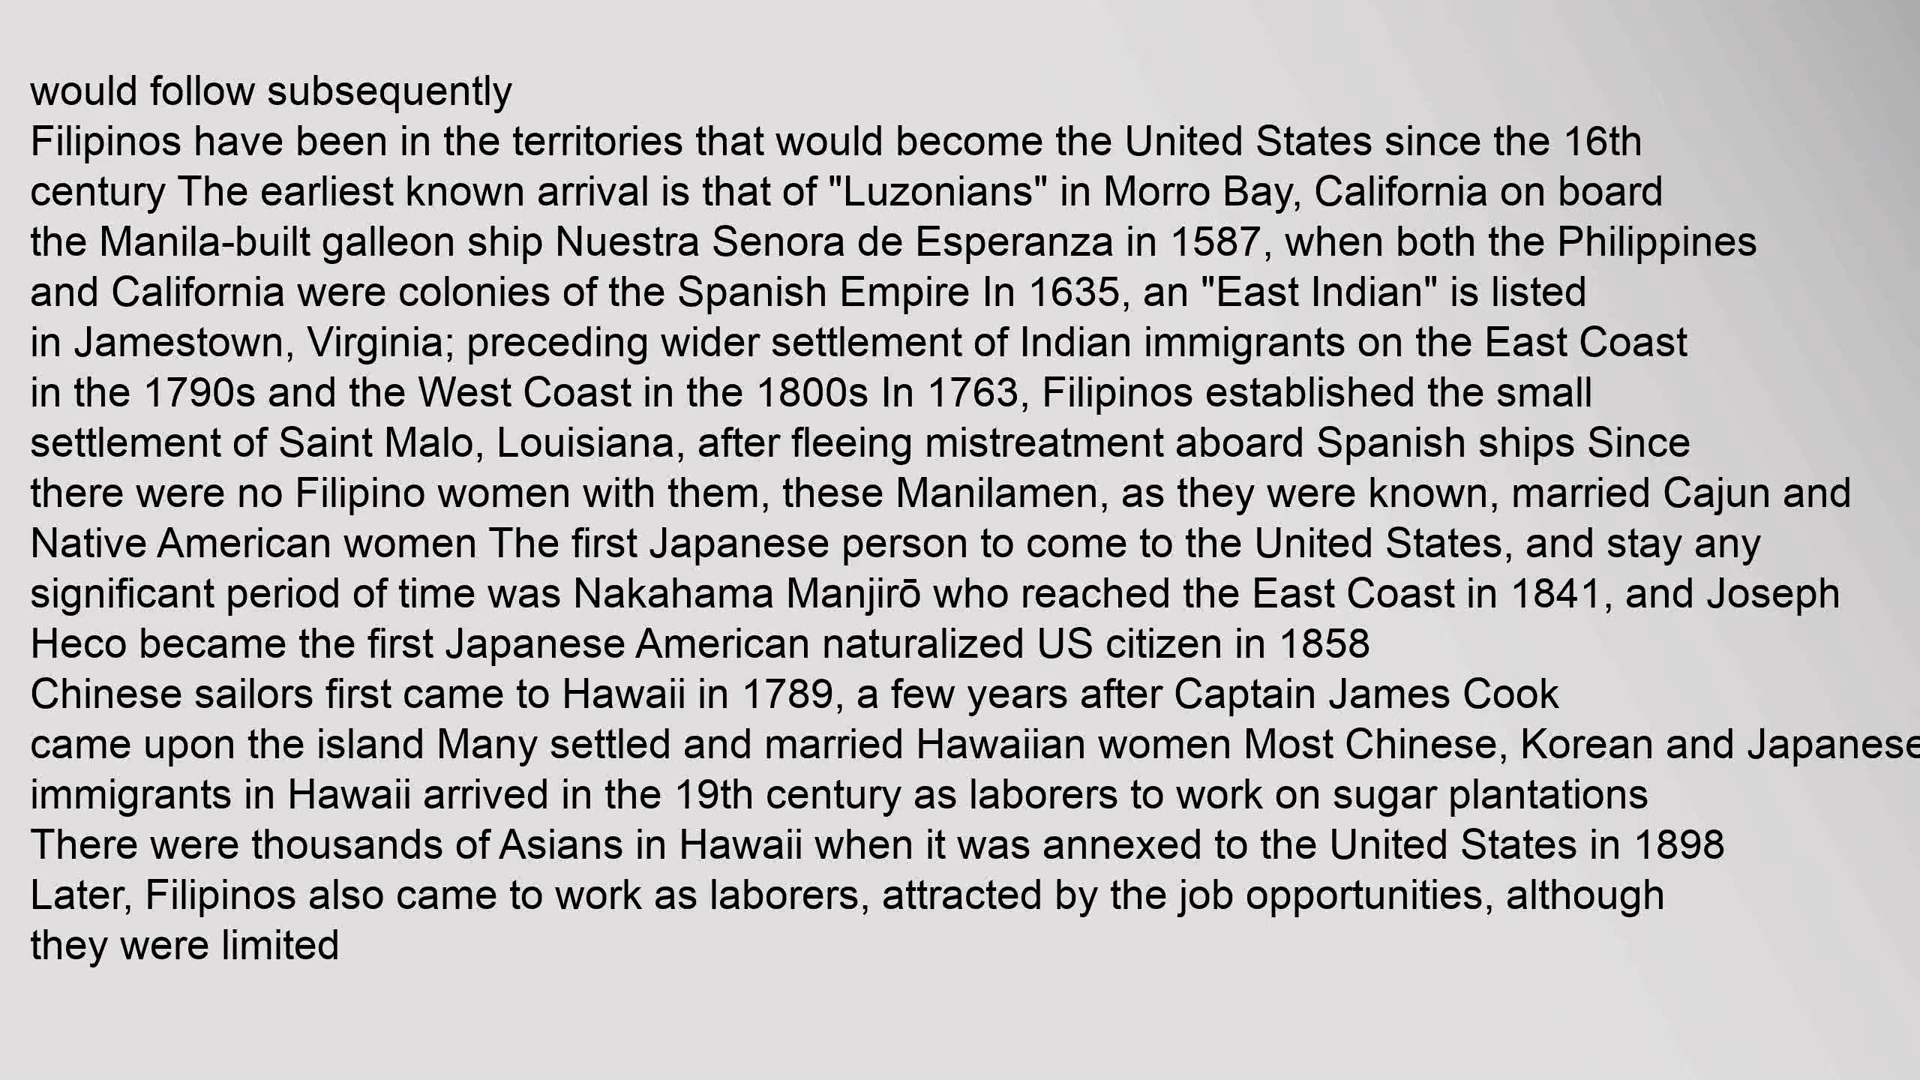 would follow subsequently
Filipinos have been in the territories that would become the United States since the 16th
century The earliest known arrival is that of "Luzonians" in Morro Bay, California on board
the Manila-built galleon ship Nuestra Senora de Esperanza in 1587, when both the Philippines
and California were colonies of the Spanish Empire In 1635, an "East Indian" is listed
in Jamestown, Virginia; preceding wider settlement of Indian immigrants on the East Coast
in the 1790s and the West Coast in the 1800s In 1763, Filipinos established the small
settlement of Saint Malo, Louisiana, after fleeing mistreatment aboard Spanish ships Since
there were no Filipino women with them, these Manilamen, as they were known, married Cajun and
Native American women The first Japanese person to come to the United States, and stay any
significant period of time was Nakahama Manjirō who reached the East Coast in 1841, and Joseph
Heco became the first Japanese American naturalized US citizen in 1858
Chinese sailors first came to Hawaii in 1789, a few years after Captain James Cook
came upon the island Many settled and married Hawaiian women Most Chinese, Korean and Japanese
immigrants in Hawaii arrived in the 19th century as laborers to work on sugar plantations
There were thousands of Asians in Hawaii when it was annexed to the United States in 1898
Later, Filipinos also came to work as laborers, attracted by the job opportunities, although
they were limited